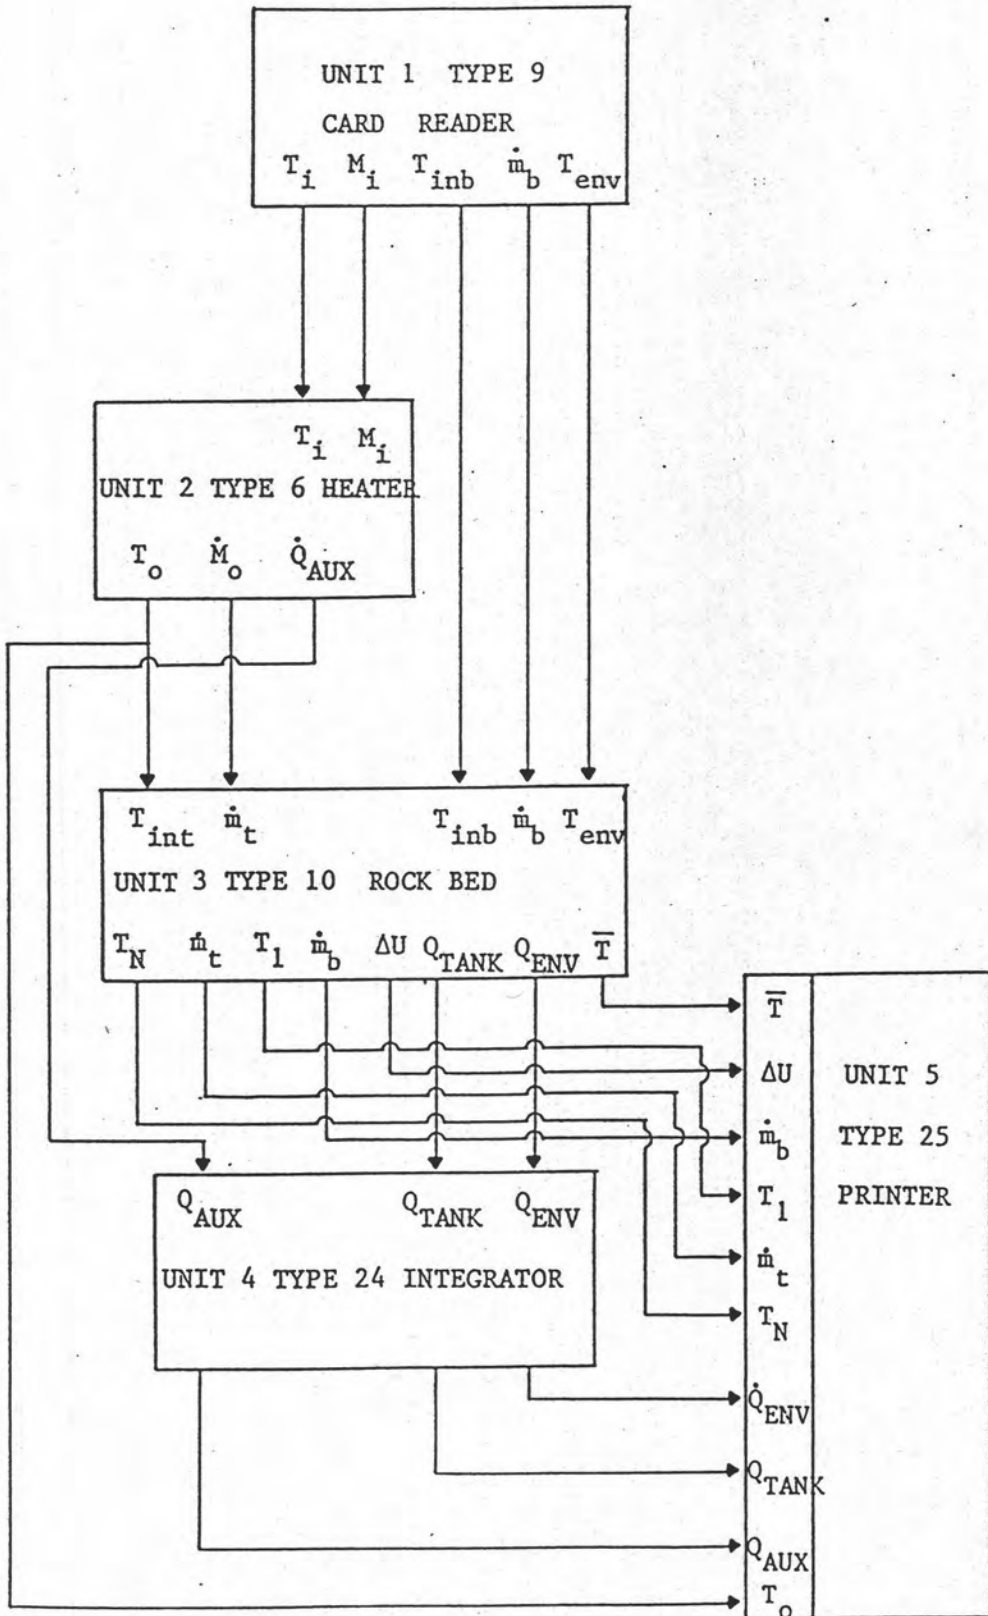 UNIT 1 TYPE 9
CARD READER
T_i M_i T_inb ṁ_b T_env
T_i M_i
UNIT 2 TYPE 6 HEATER
T_o Ṁ_o Q̇_AUX
T_int ṁ_t T_inb ṁ_b T_env
UNIT 3 TYPE 10 ROCK BED
T_N ṁ_t T_1 ṁ_b ΔU Q_TANK Q_ENV T̅
Q_AUX Q_TANK Q_ENV
UNIT 4 TYPE 24 INTEGRATOR
T̅
ΔU UNIT 5
ṁ_b TYPE 25
T_1 PRINTER
ṁ_t
T_N
Q̇_ENV
Q_TANK
Q_AUX
T_o